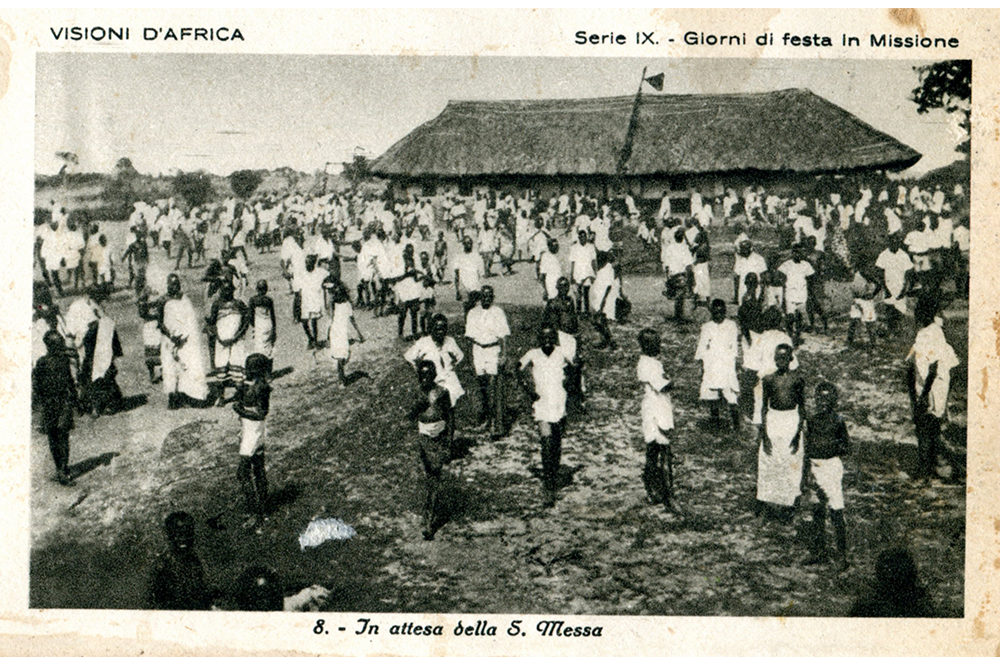 VISIONI D'AFRICA
Serie IX. - Giorni di festa in Missione
8. - In attesa della S. Messa